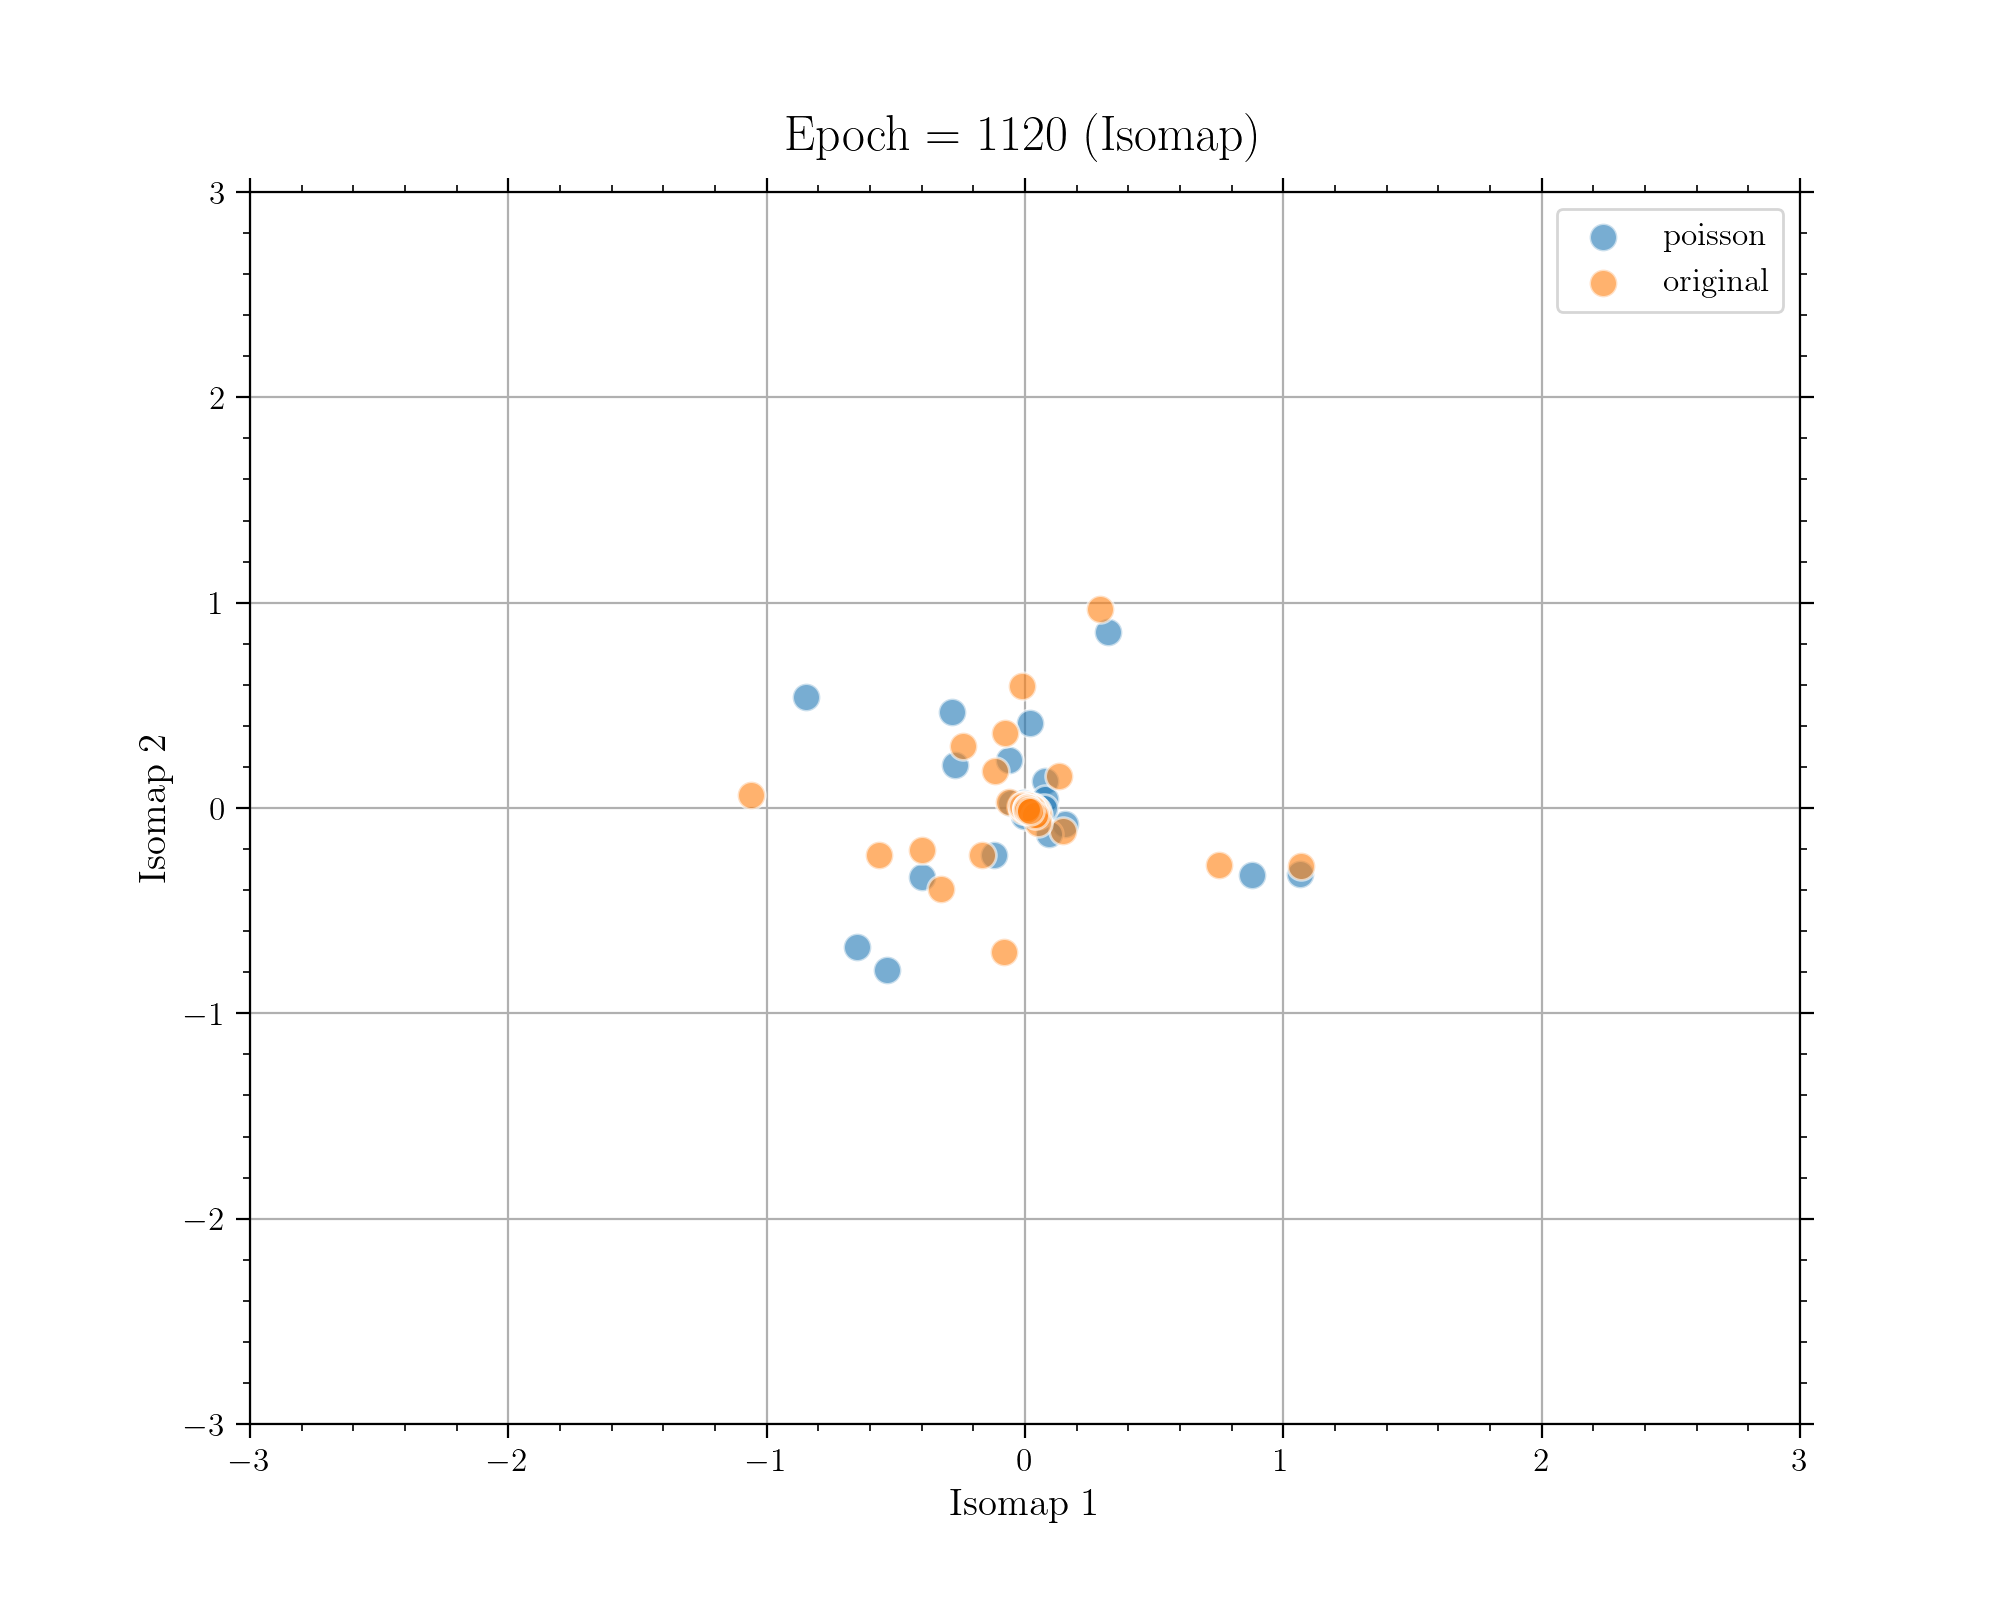 Epoch = 1120 (Isomap)
poisson
original
3
2
1
0
−1
−2
−3
Isomap 2
−3
−2
−1
0
1
2
3
Isomap 1